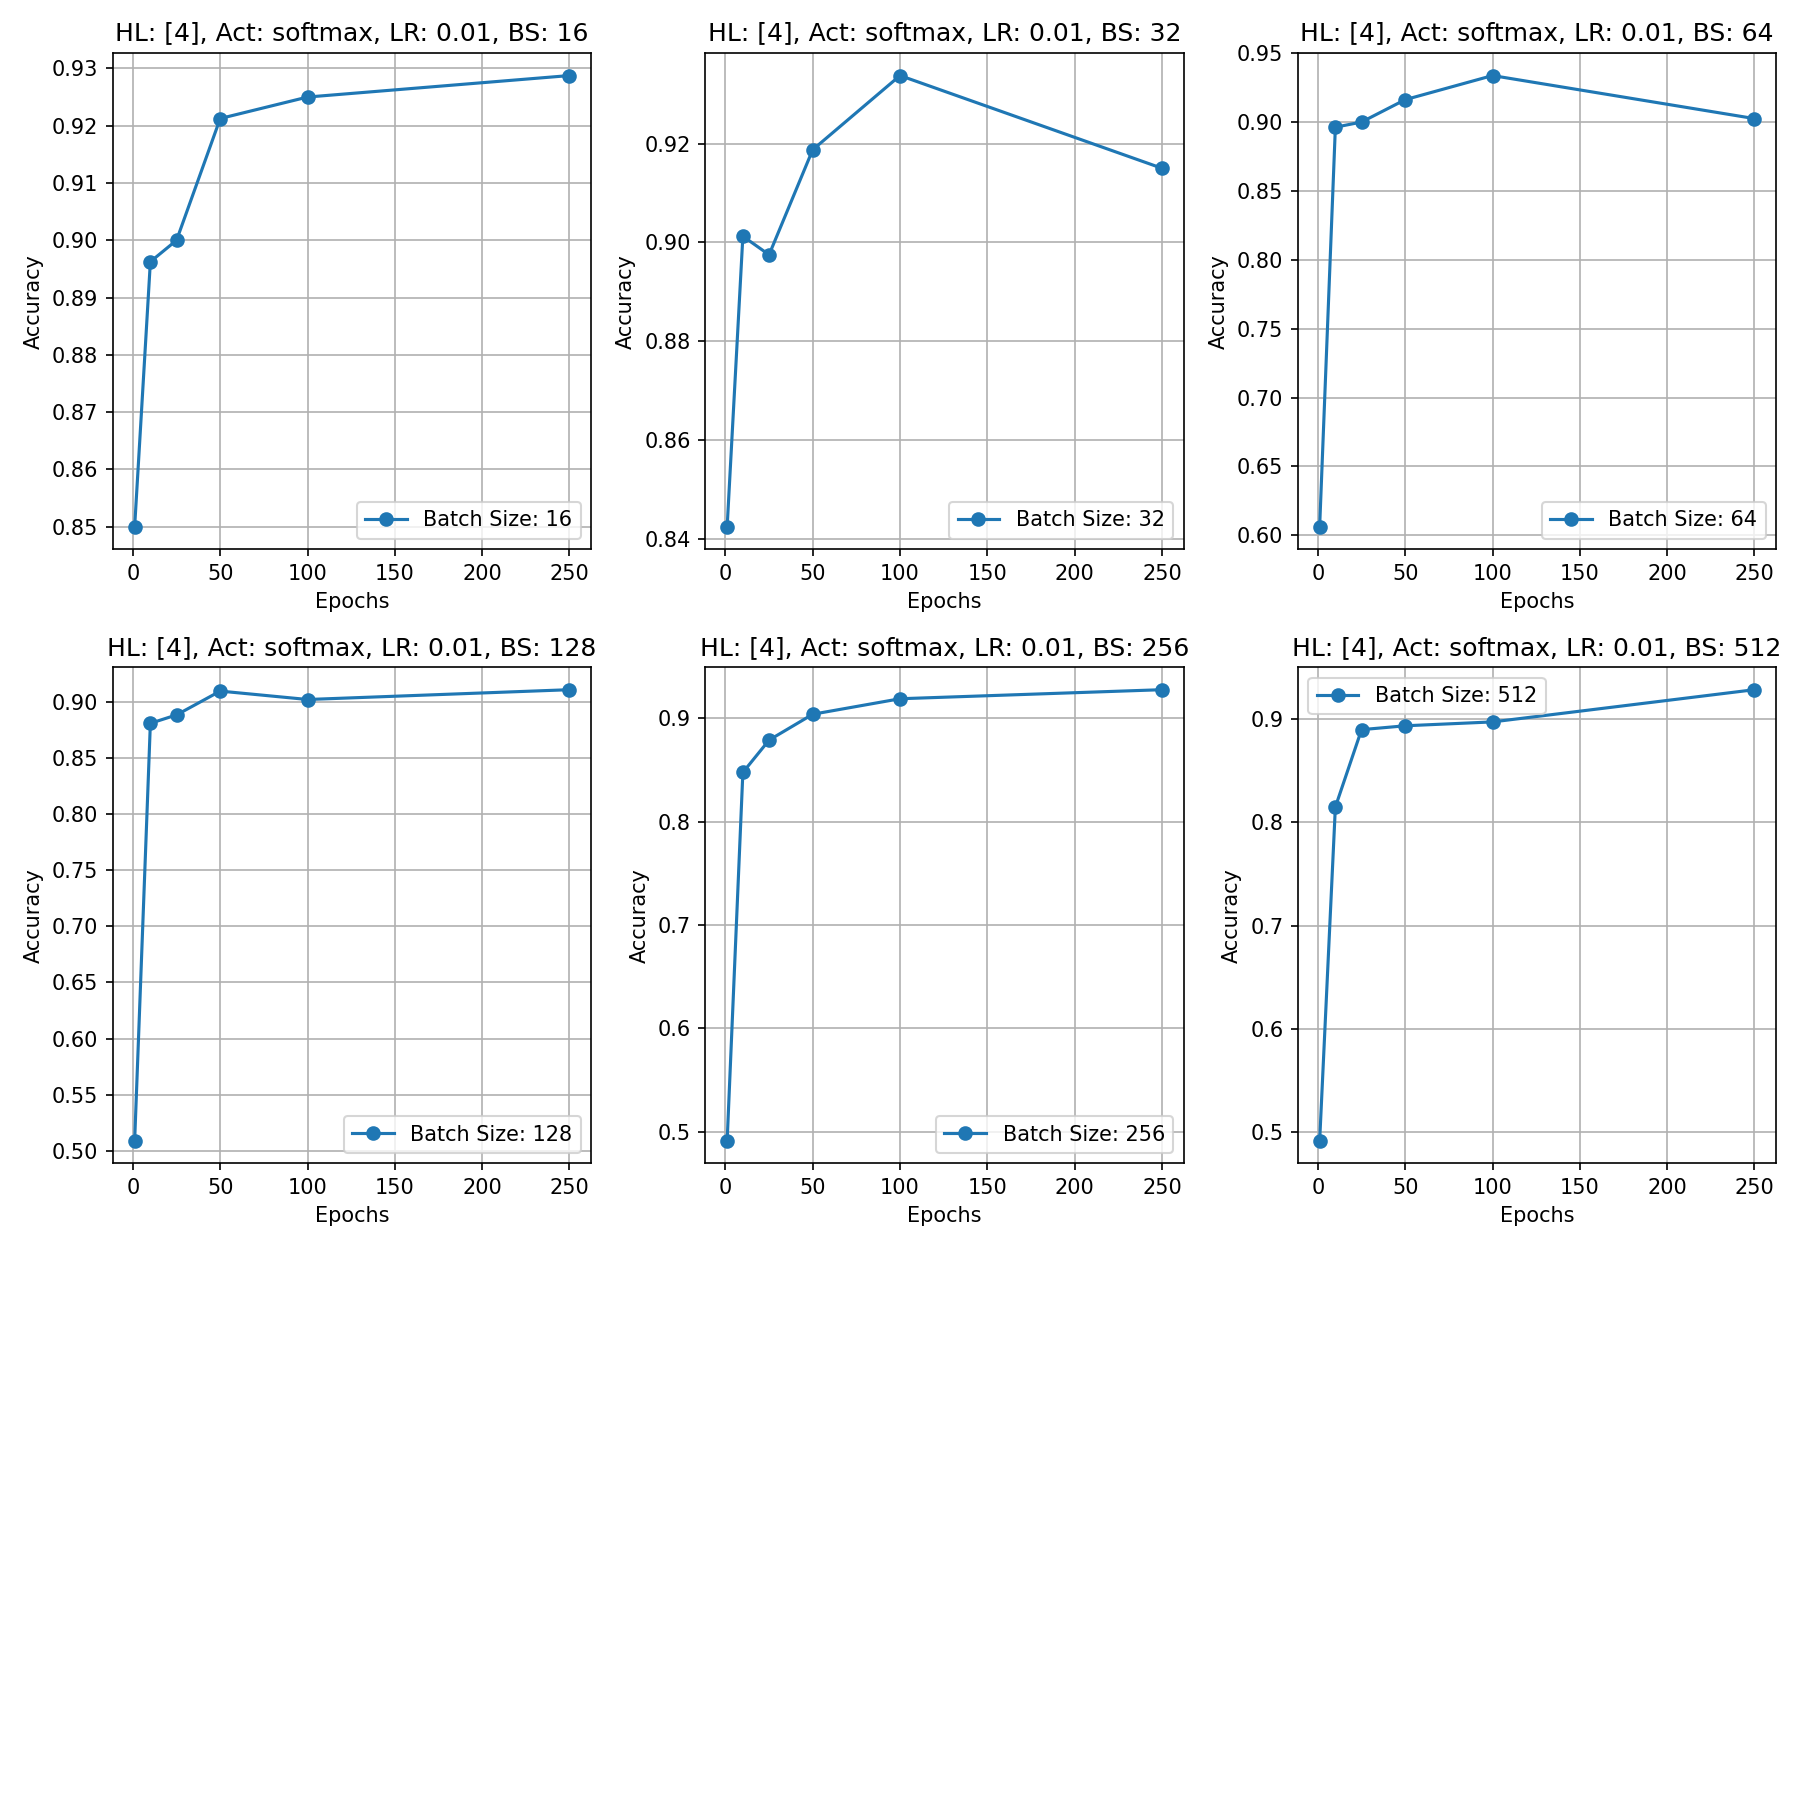 HL: [4], Act: softmax, LR: 0.01, BS: 16
0.93
0.92
0.91
0.90
0.89
0.88
0.87
0.86
0.85
Accuracy
Batch Size: 16
0 50 100 150 200 250
Epochs
HL: [4], Act: softmax, LR: 0.01, BS: 32
0.92
0.90
0.88
0.86
0.84
Accuracy
Batch Size: 32
0 50 100 150 200 250
Epochs
HL: [4], Act: softmax, LR: 0.01, BS: 64
0.95
0.90
0.85
0.80
0.75
0.70
0.65
0.60
Accuracy
Batch Size: 64
0 50 100 150 200 250
Epochs
HL: [4], Act: softmax, LR: 0.01, BS: 128
0.90
0.85
0.80
0.75
0.70
0.65
0.60
0.55
0.50
Accuracy
Batch Size: 128
0 50 100 150 200 250
Epochs
HL: [4], Act: softmax, LR: 0.01, BS: 256
0.9
0.8
0.7
0.6
0.5
Accuracy
Batch Size: 256
0 50 100 150 200 250
Epochs
HL: [4], Act: softmax, LR: 0.01, BS: 512
Batch Size: 512
0.9
0.8
0.7
0.6
0.5
Accuracy
0 50 100 150 200 250
Epochs